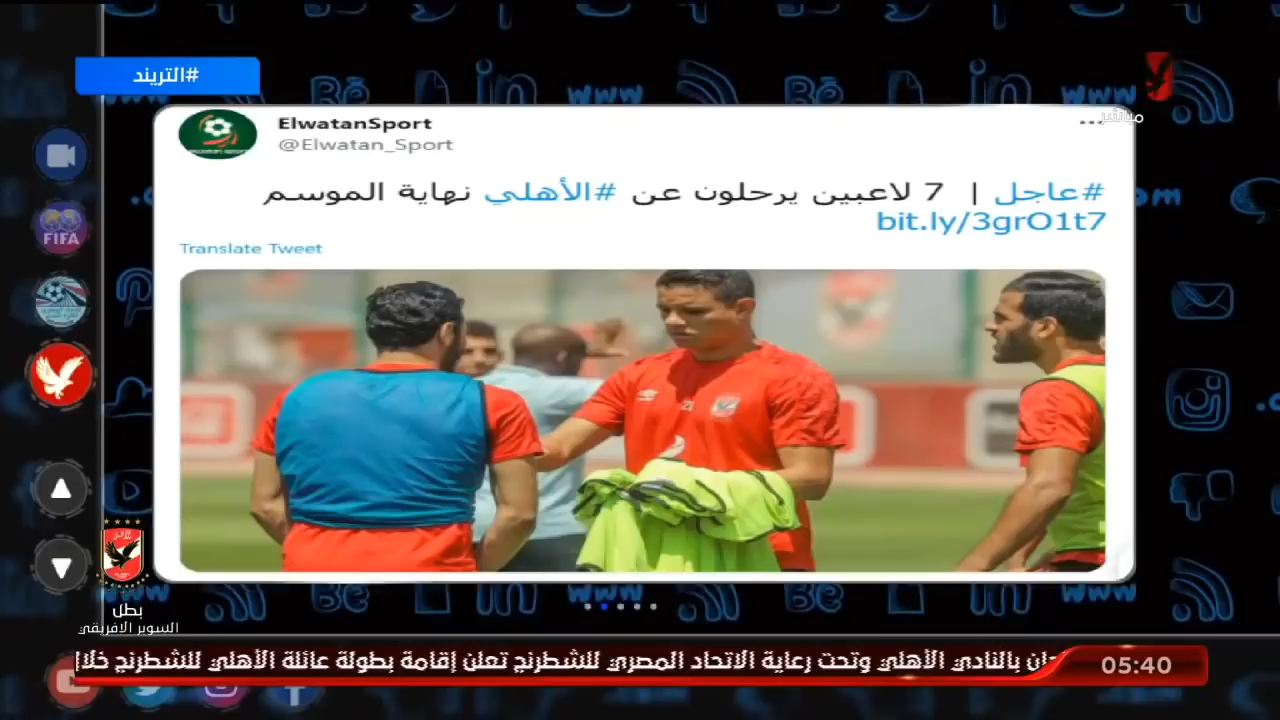 #التريند
مباشر
ElwatanSport
@Elwatan_Sport
#عاجل | 7 لاعبين يرحلون عن #الأهلي نهاية الموسم
bit.ly/3grO1t7
Translate Tweet
FIFA
بطل
السوبر الافريقي
بالنادي الأهلي وتحت رعاية الاتحاد المصري للشطرنج تعلن إقامة بطولة عائلة الأهلي للشطرنج
05:40